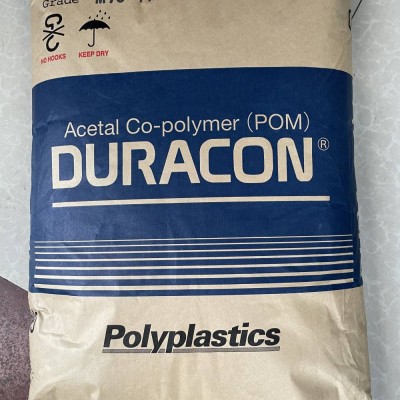 Grade
NO HOOKS
KEEP DRY
Acetal Co-polymer (POM)
DURACON®
Polyplastics